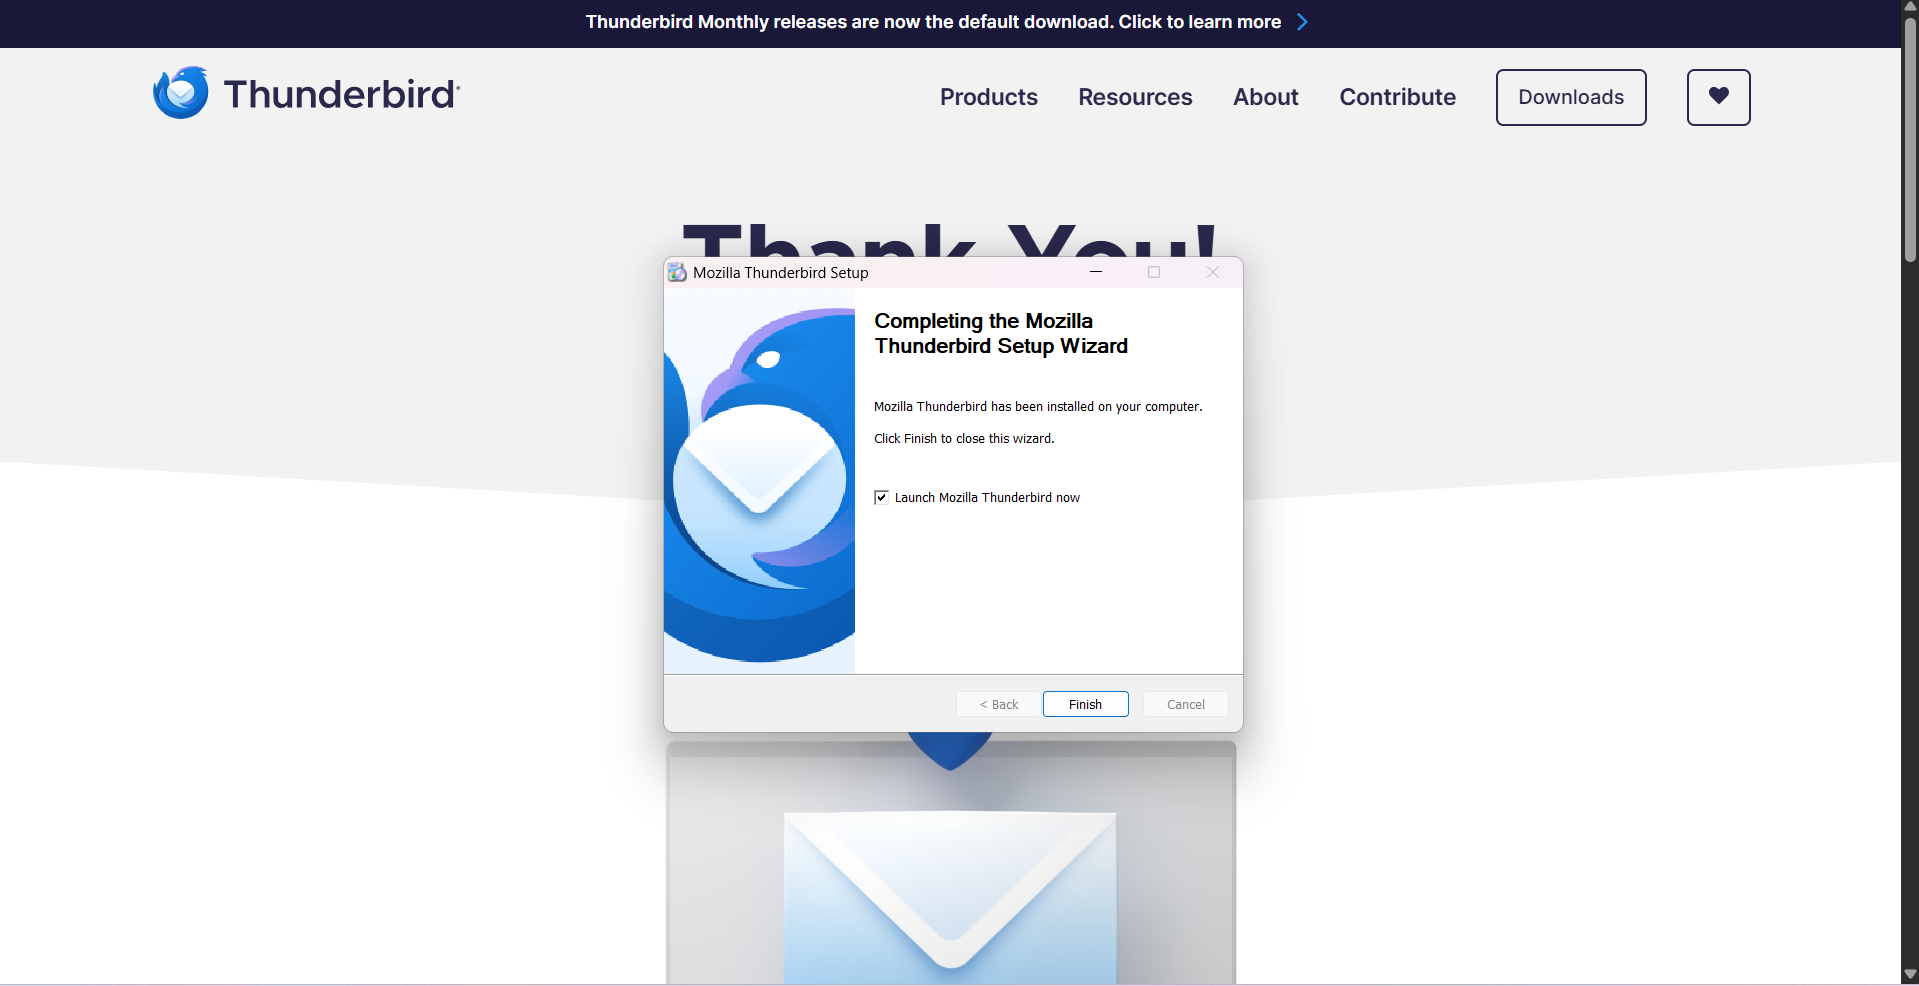 Thunderbird Monthly releases are now the default download. Click to learn more
Thunderbird
Products
Resources
About
Contribute
Downloads
Thank You!
Mozilla Thunderbird Setup
Completing the Mozilla
Thunderbird Setup Wizard
Mozilla Thunderbird has been installed on your computer.
Click Finish to close this wizard.
Launch Mozilla Thunderbird now
< Back
Finish
Cancel